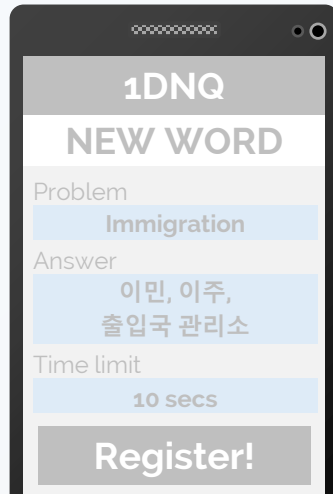 1DNQ
NEW WORD
Problem
Immigration
Answer
이민, 이주,
출입국 관리소
Time limit
10 secs
Register!